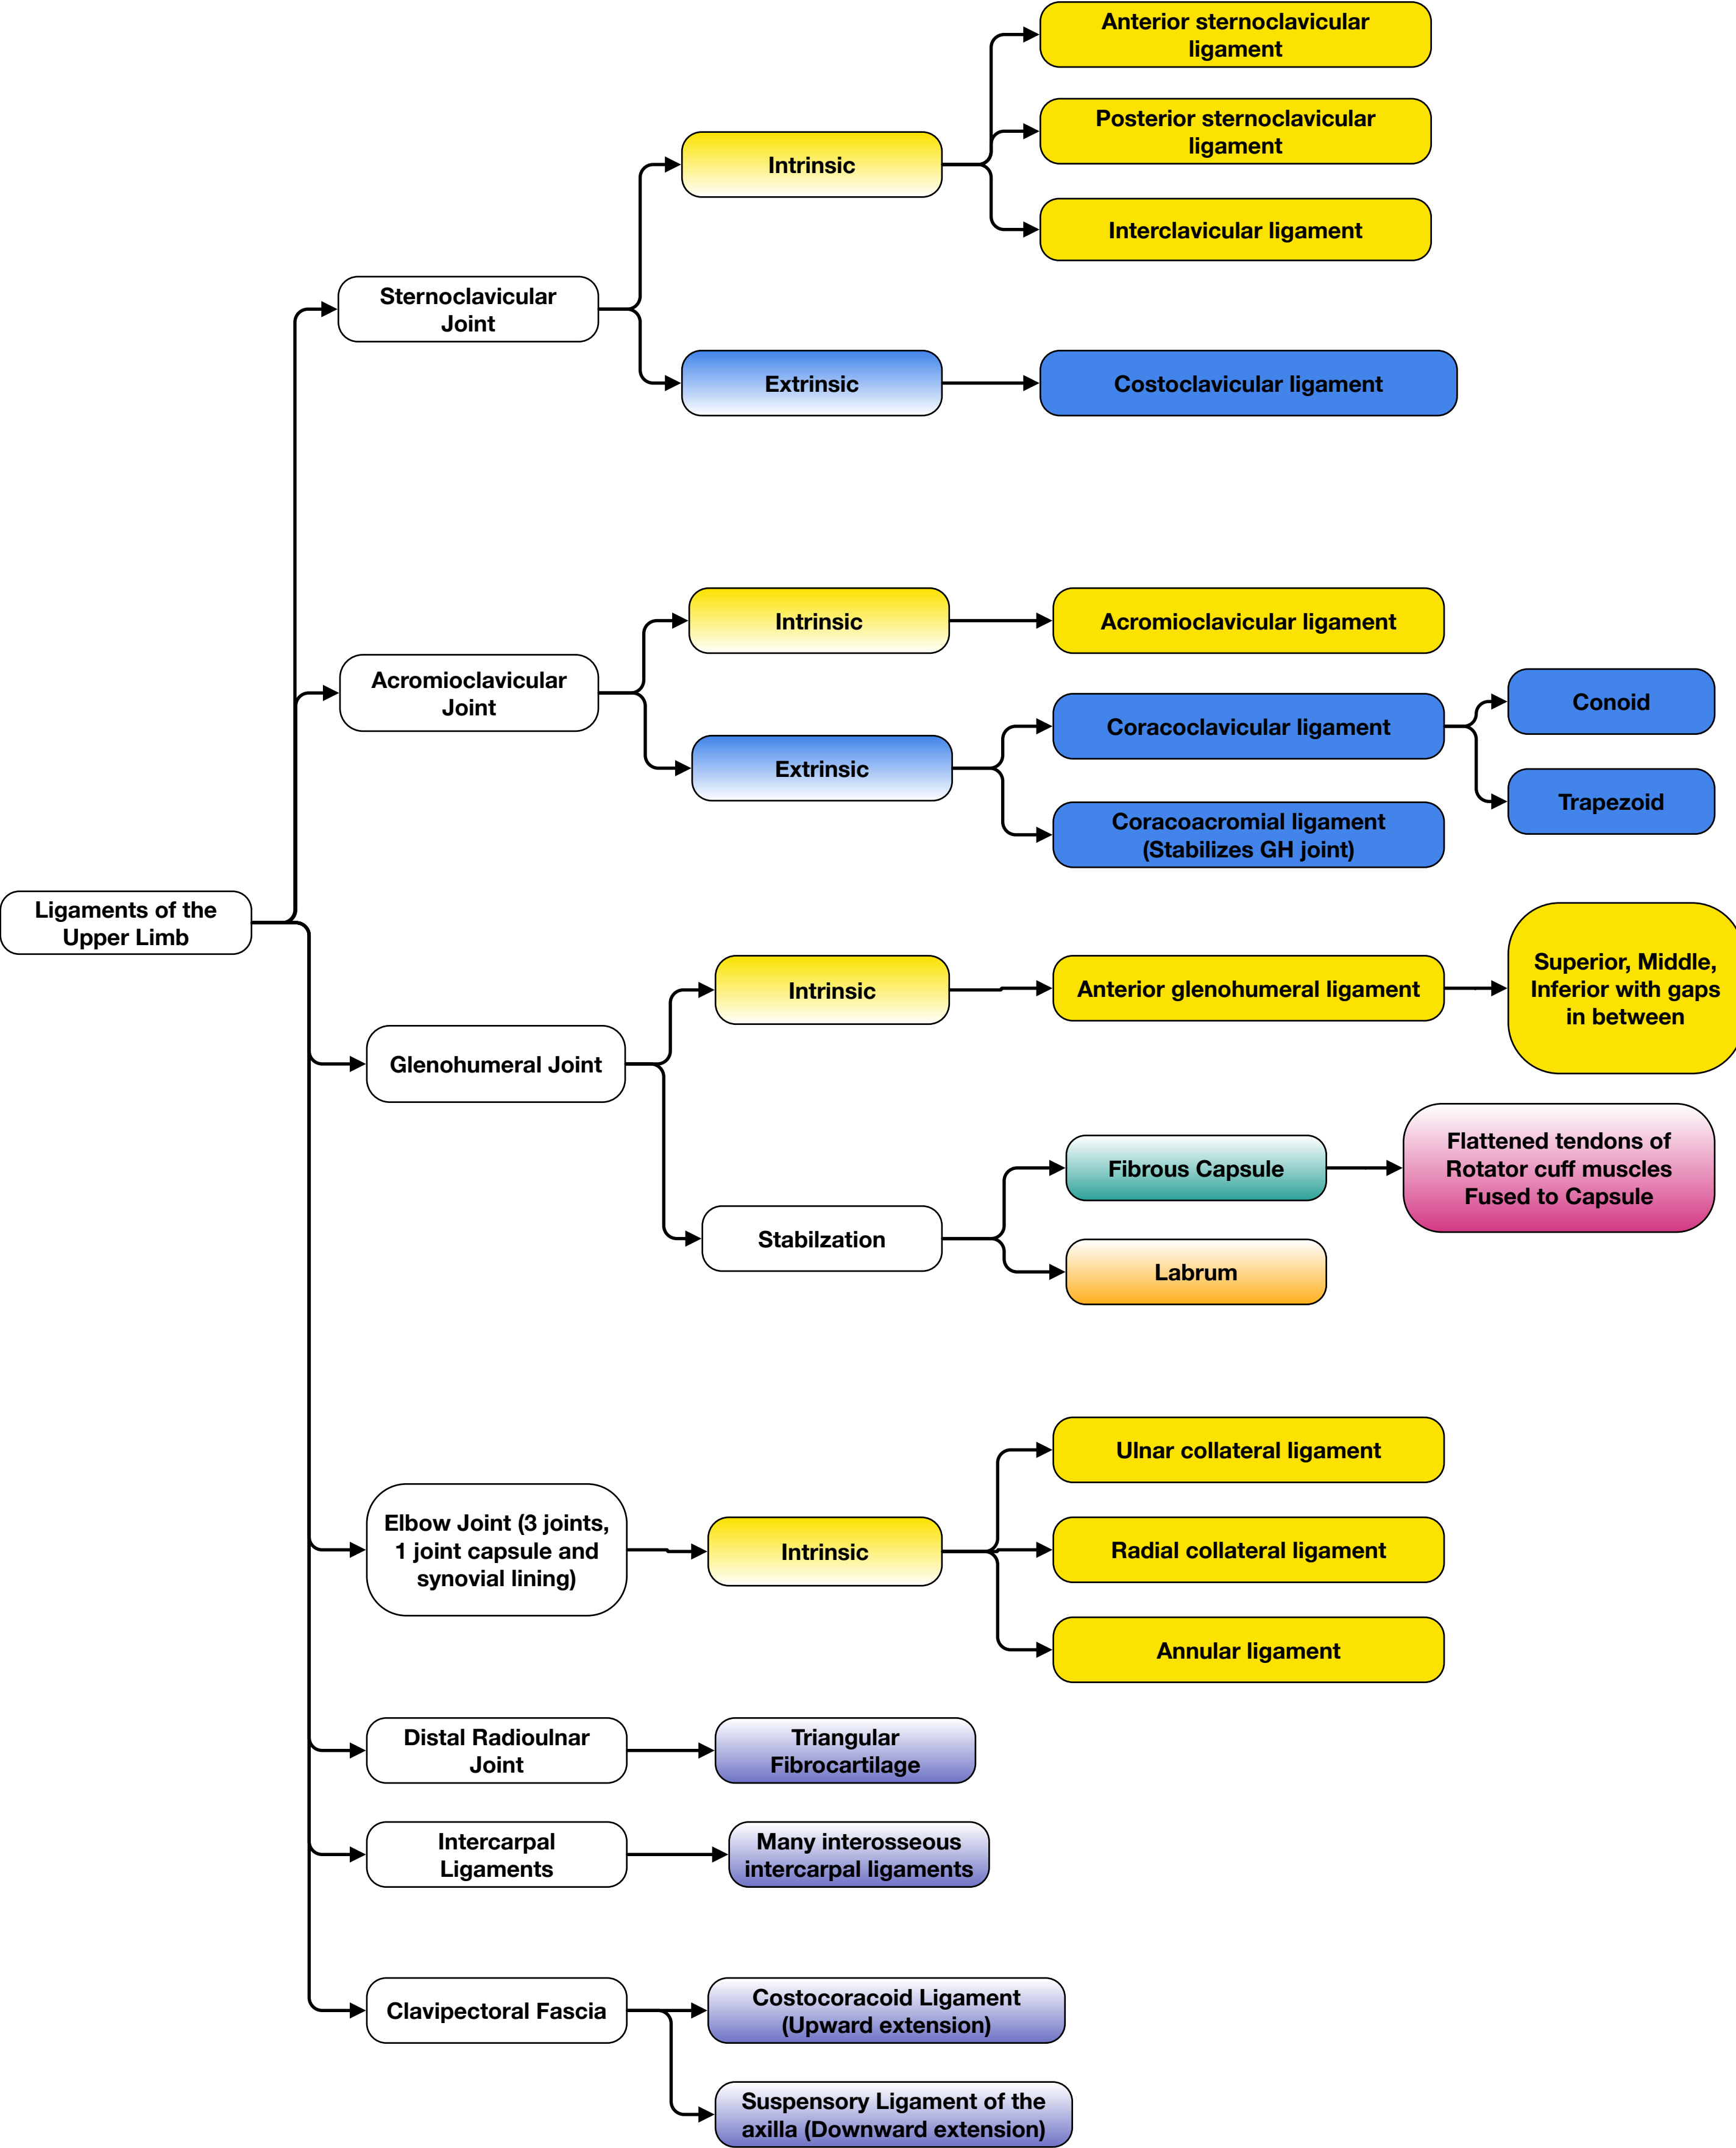 Ligaments of the
Upper Limb
Sternoclavicular
Joint
Intrinsic
Anterior sternoclavicular
ligament
Posterior sternoclavicular
ligament
Interclavicular ligament
Extrinsic
Costoclavicular ligament
Acromioclavicular
Joint
Intrinsic
Acromioclavicular ligament
Extrinsic
Coracoclavicular ligament
Conoid
Trapezoid
Coracoacromial ligament
(Stabilizes GH joint)
Glenohumeral Joint
Intrinsic
Anterior glenohumeral ligament
Superior, Middle,
Inferior with gaps
in between
Stabilzation
Fibrous Capsule
Flattened tendons of
Rotator cuff muscles
Fused to Capsule
Labrum
Elbow Joint (3 joints,
1 joint capsule and
synovial lining)
Intrinsic
Ulnar collateral ligament
Radial collateral ligament
Annular ligament
Distal Radioulnar
Joint
Triangular
Fibrocartilage
Intercarpal
Ligaments
Many interosseous
intercarpal ligaments
Clavipectoral Fascia
Costocoracoid Ligament
(Upward extension)
Suspensory Ligament of the
axilla (Downward extension)